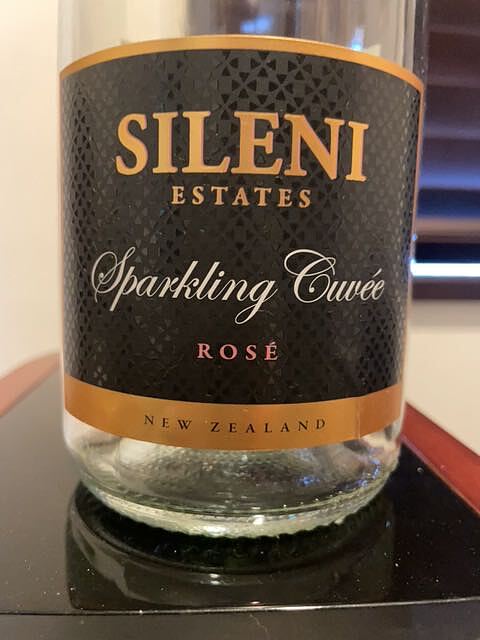 SILENI
ESTATES
Sparkling Cuvée
ROSÉ
NEW ZEALAND